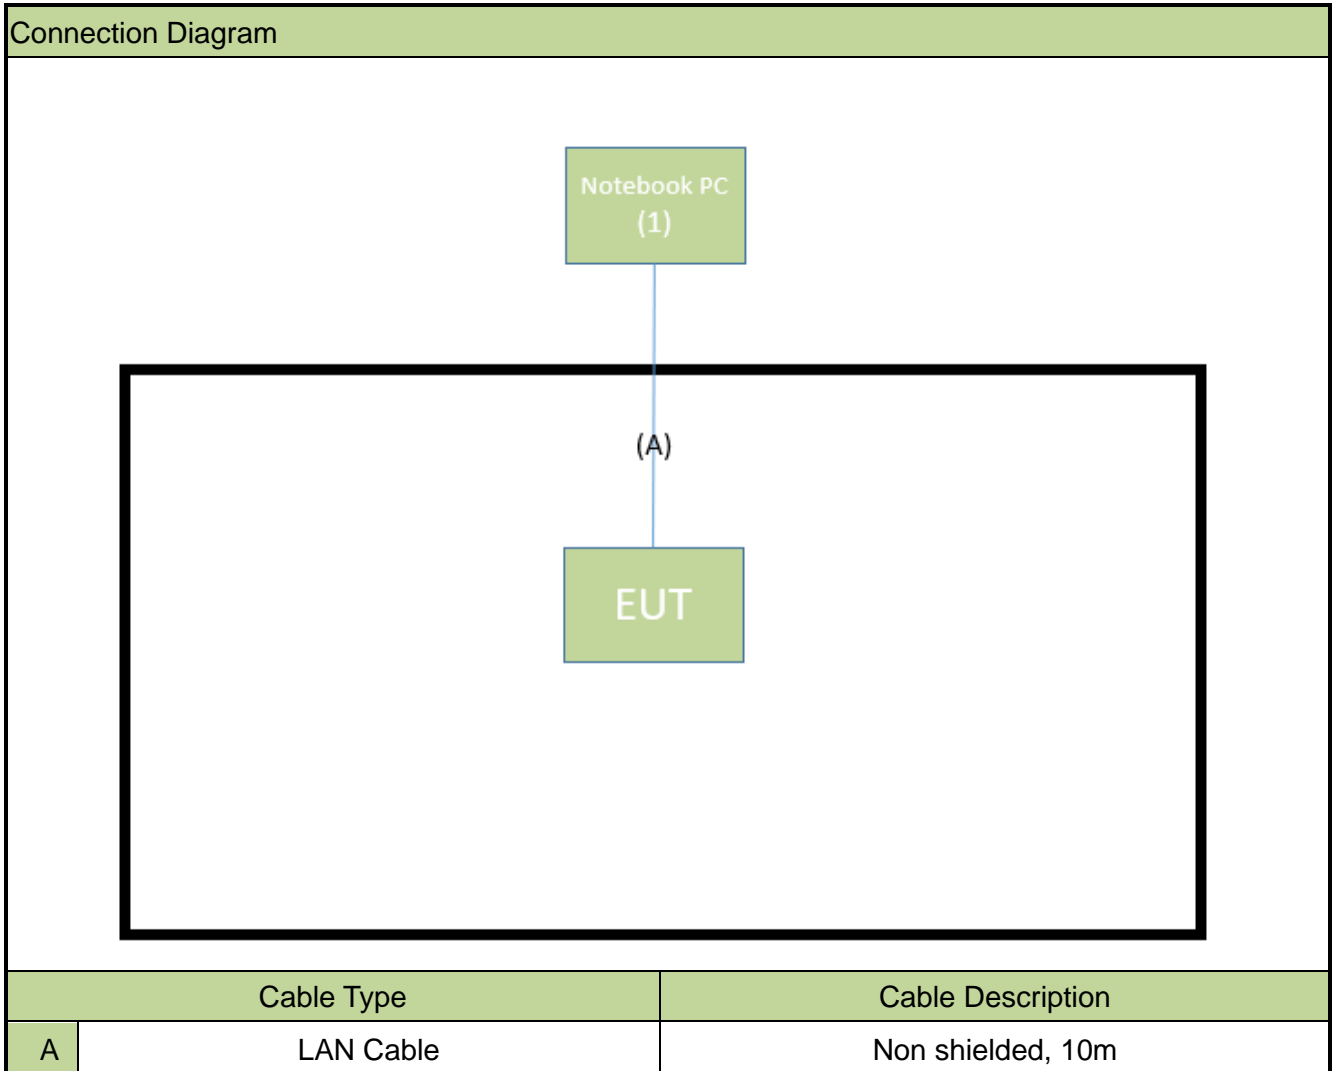 Connection Diagram
Notebook PC
(1)
(A)
EUT
Cable Type Cable Description
A LAN Cable Non shielded, 10m